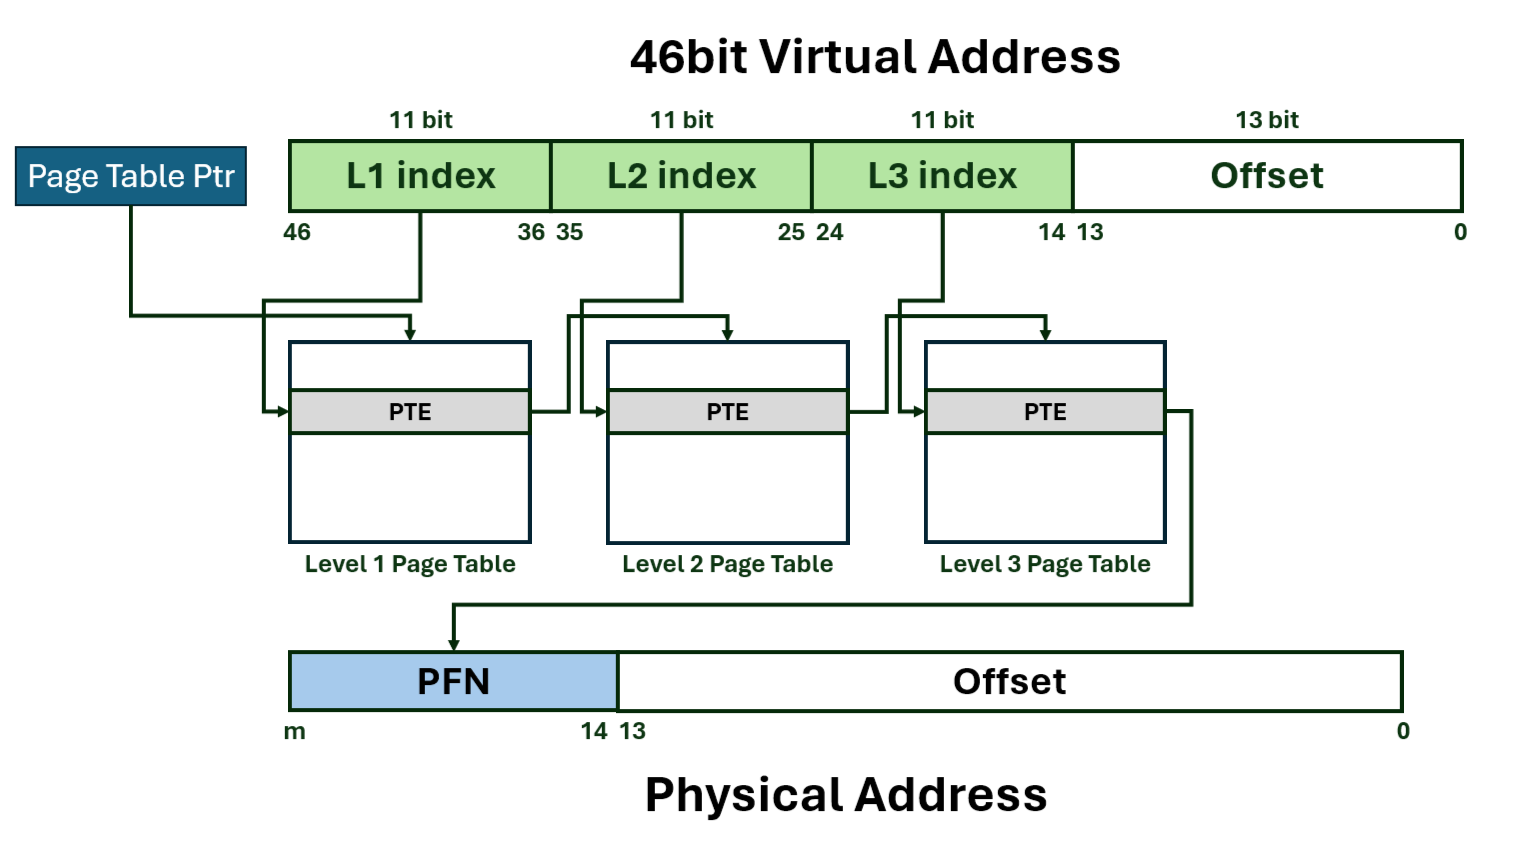 46bit Virtual Address
11 bit 11 bit 11 bit 13 bit
Page Table Ptr L1 index L2 index L3 index Offset
46 36 35 25 24 14 13 0
PTE PTE PTE
Level 1 Page Table Level 2 Page Table Level 3 Page Table
PFN Offset
m 14 13 0
Physical Address